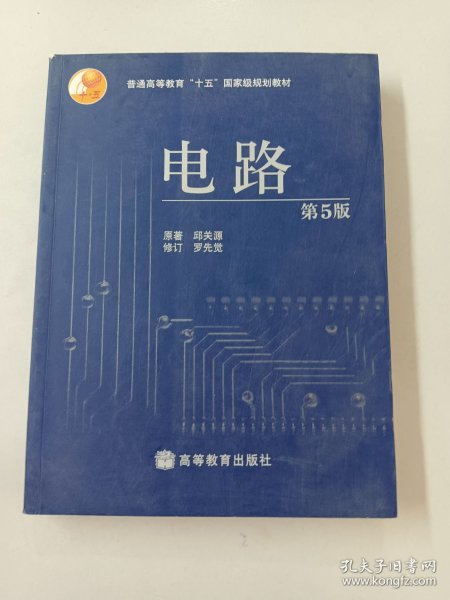 普通高等教育“十五”国家级规划教材
十·五
电路
第5版
原著 邱关源
修订 罗先觉
高等教育出版社
孔夫子旧书网
www.kongfz.com